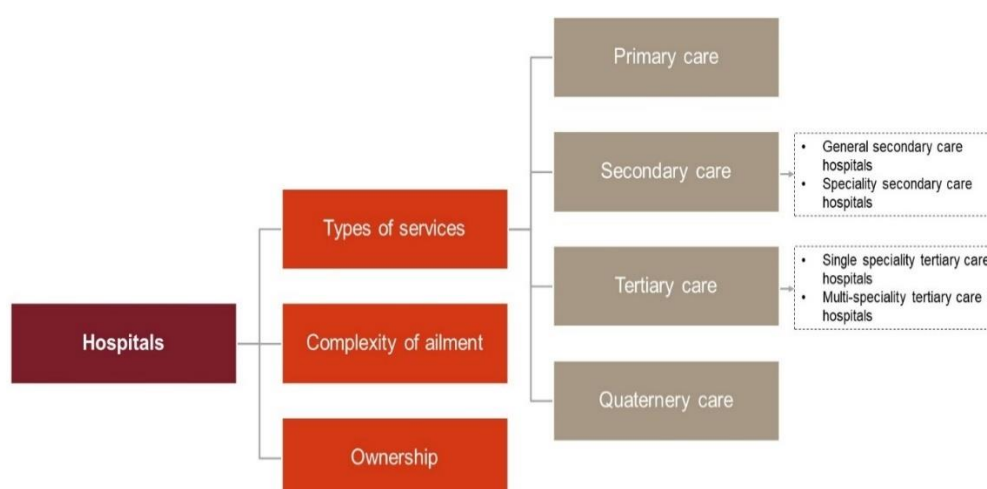 Primary care
Secondary care
• General secondary care
hospitals
• Speciality secondary care
hospitals
Types of services
Tertiary care
• Single speciality tertiary care
hospitals
• Multi-speciality tertiary care
hospitals
Hospitals
Complexity of ailment
Quaternery care
Ownership